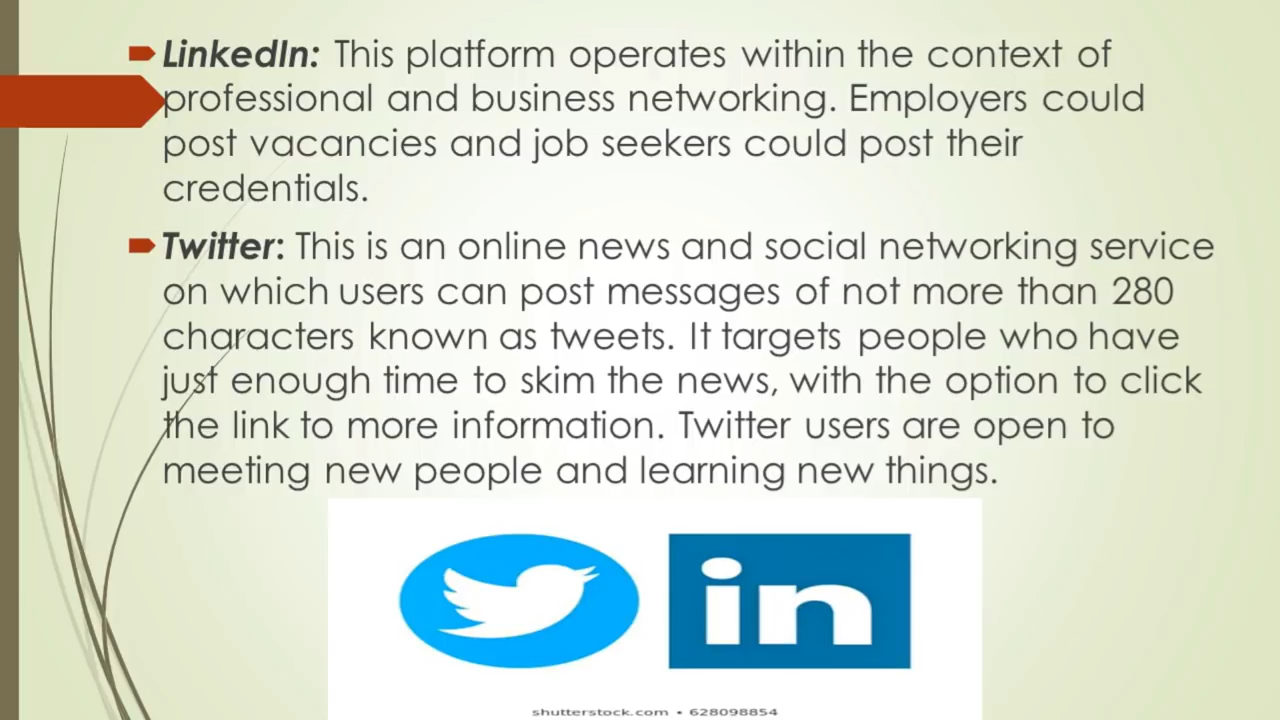 LinkedIn: This platform operates within the context of
professional and business networking. Employers could
post vacancies and job seekers could post their
credentials.
Twitter: This is an online news and social networking service
on which users can post messages of not more than 280
characters known as tweets. It targets people who have
just enough time to skim the news, with the option to click
the link to more information. Twitter users are open to
meeting new people and learning new things.
in
shutterstock.com • 628098854